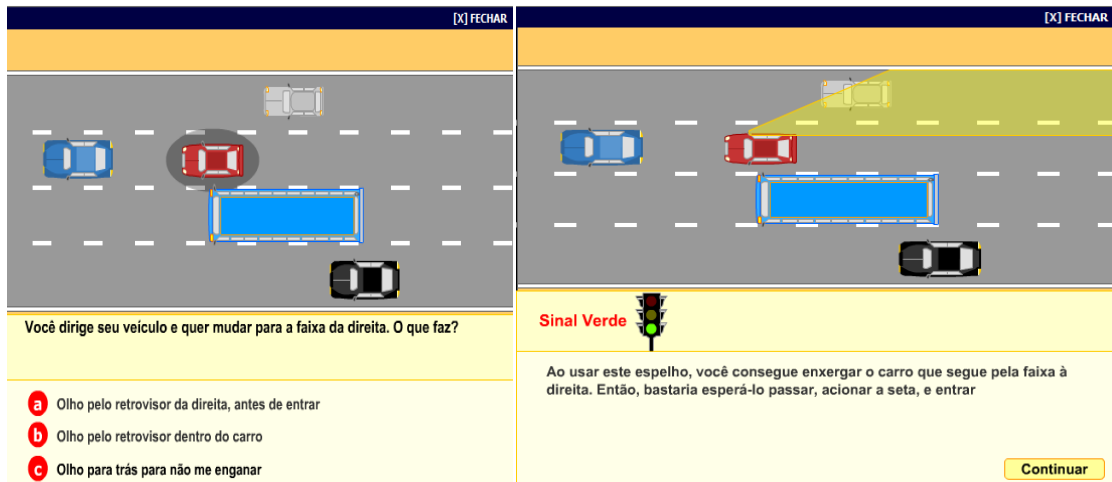 [X] FECHAR
Você dirige seu veículo e quer mudar para a faixa da direita. O que faz?
a Olho pelo retrovisor da direita, antes de entrar
b Olho pelo retrovisor dentro do carro
c Olho para trás para não me enganar
[X] FECHAR
Sinal Verde
Ao usar este espelho, você consegue enxergar o carro que segue pela faixa à
direita. Então, bastaria esperá-lo passar, acionar a seta, e entrar
Continuar